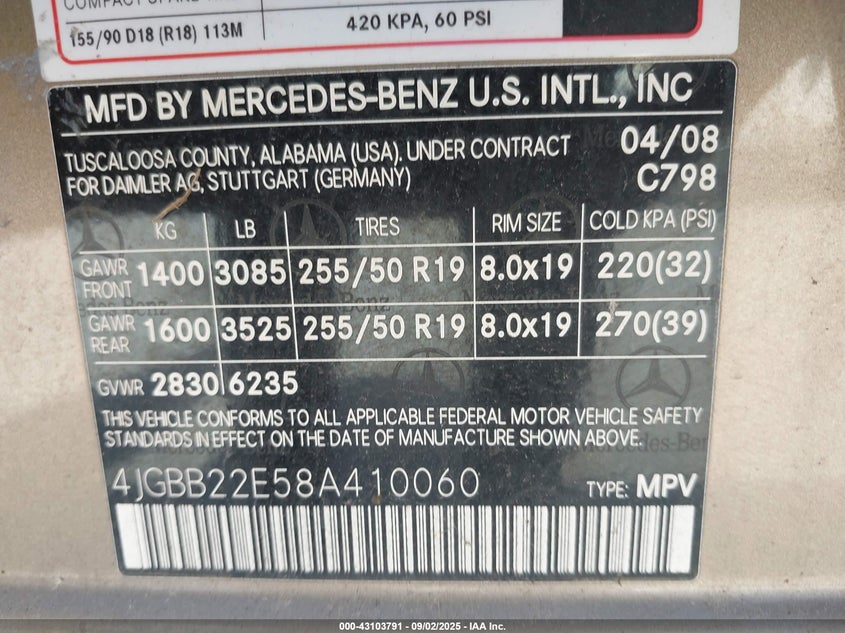 COMPACT SPARE
155/90 D18 (R18) 113M 420 KPA, 60 PSI
MFD BY MERCEDES-BENZ U.S. INTL., INC
TUSCALOOSA COUNTY, ALABAMA (USA). UNDER CONTRACT 04/08
FOR DAIMLER AG, STUTTGART (GERMANY) C798
KG LB TIRES RIM SIZE COLD KPA (PSI)
GAWR FRONT 1400 3085 255/50 R19 8.0x19 220(32)
GAWR REAR 1600 3525 255/50 R19 8.0x19 270(39)
GVWR 2830 6235
THIS VEHICLE CONFORMS TO ALL APPLICABLE FEDERAL MOTOR VEHICLE SAFETY
STANDARDS IN EFFECT ON THE DATE OF MANUFACTURE SHOWN ABOVE.
4JGBB22E58A410060 TYPE: MPV
000-43103791 - 09/02/2025 - IAA Inc.